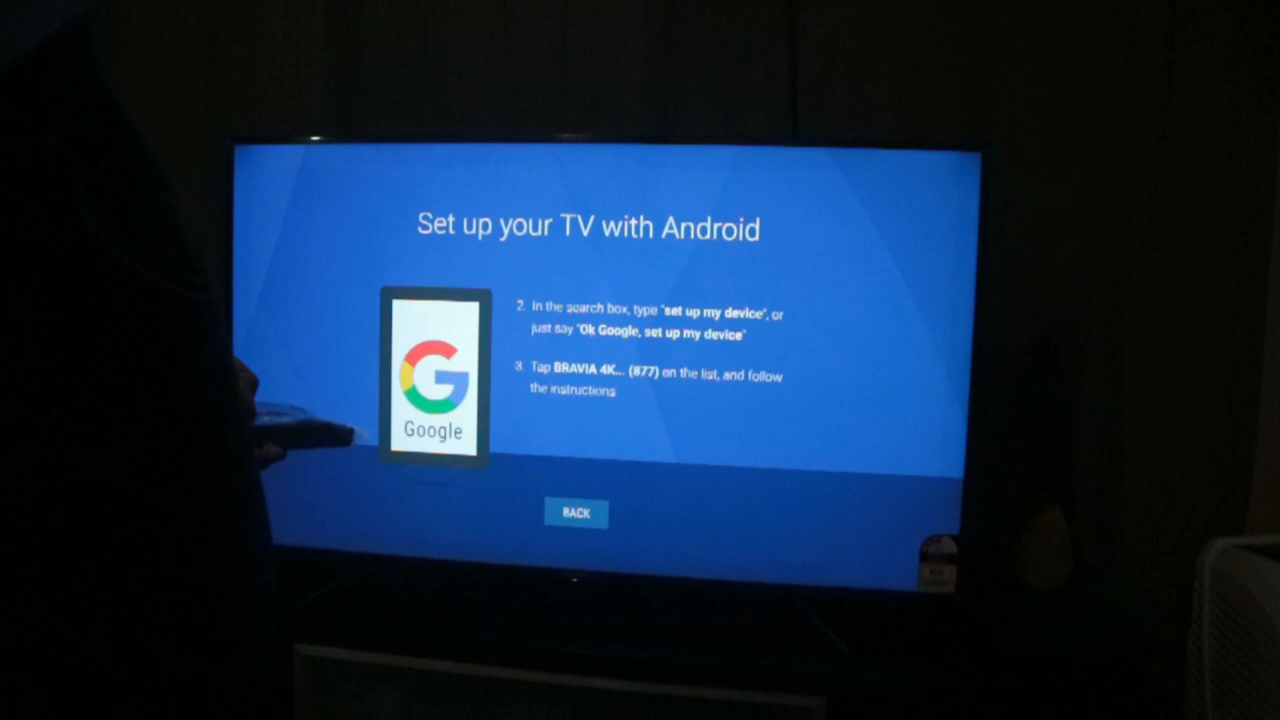 Set up your TV with Android
2. In the search box, type "set up my device", or
just say "Ok Google, set up my device"
3. Tap BRAVIA 4K... (877) on the list, and follow
the instructions
G
Google
BACK